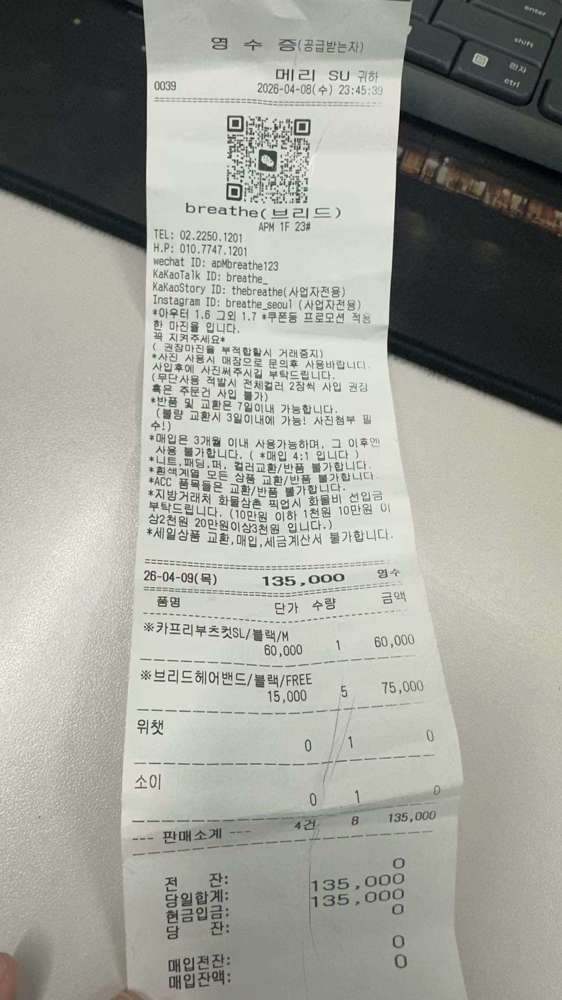 enter
shift
한자
ctrl
영 수 증(공급받는자)
메리 SU 귀하
0039 2026-04-08(수) 23:45:39
breathe(브리드)
APM 1F 23#
TEL: 02.2250.1201
H.P: 010.7747.1201
wechat ID: apMbreathe123
KaKaoTalk ID: breathe_
KaKaoStory ID: thebreathe(사업자전용)
Instagram ID: breathe_seoul (사업자전용)
*아우터 1.6 그외 1.7 *쿠폰등 프로모션 적용
한 마진율 입니다.
꼭 지켜주세요*
( 권장마진율 부적합할시 거래중지)
*사진 사용시 매장으로 문의후 사용바랍니다.
사입후에 사진써주시길 부탁드립니다.
(무단사용 적발시 전체컬러 2장씩 사입 권장
혹은 주문건 사입 불가)
*반품 및 교환은 7일이내 가능합니다.
(불량 교환시 3일이내에 가능! 사진첨부 필
수!)
*매입은 3개월 이내 사용가능하며, 그 이후엔
사용 불가합니다. ( *매입 4:1 입니다 )
*니트,패딩,퍼, 컬러교환/반품 불가합니다.
*흰색계열 모든 상품 교환/반품 불가합니다.
*ACC 품목들은 교환/반품 불가합니다.
*지방거래처 화물삼촌 픽업시 화물비 선입금
부탁드립니다. (10만원 이하 1천원 10만원 이
상2천원 20만원이상3천원 입니다.)
*세일상품 교환,매입,세금계산서 불가합니다.
26-04-09(목) 135,000 영수
품명 단가 수량 금액
※카프리부츠컷SL/블랙/M
60,000 1 60,000
※브리드헤어밴드/블랙/FREE
15,000 5 75,000
위챗
0 1 0
소이
0 1 0
--- 판매소계 --- 4건 8 135,000
전 잔: 0
당일합계: 135,000
현금입금: 135,000
당 잔: 0
매입전잔: 0
매입잔액: 0